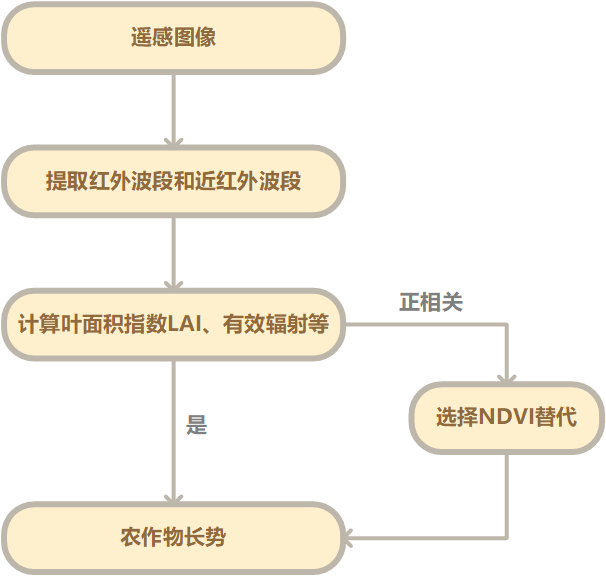 遥感图像
提取红外波段和近红外波段
计算叶面积指数LAI、有效辐射等
正相关
选择NDVI替代
是
农作物长势